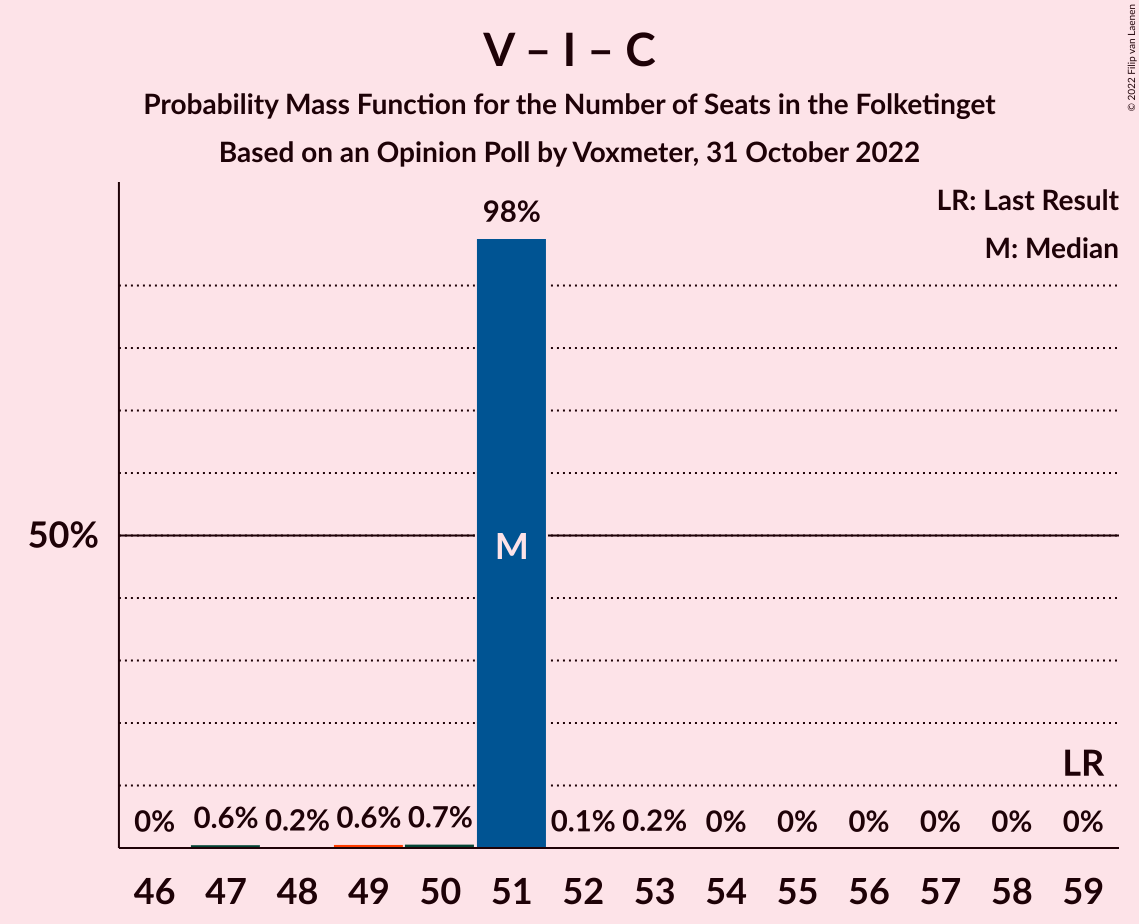 V – I – C
Probability Mass Function for the Number of Seats in the Folketinget
Based on an Opinion Poll by Voxmeter, 31 October 2022
© 2022 Filip van Laenen
LR: Last Result
M: Median
98%
50%
M
LR
0% 0.6% 0.2% 0.6% 0.7% 0.1% 0.2% 0% 0% 0% 0% 0% 0%
46 47 48 49 50 51 52 53 54 55 56 57 58 59